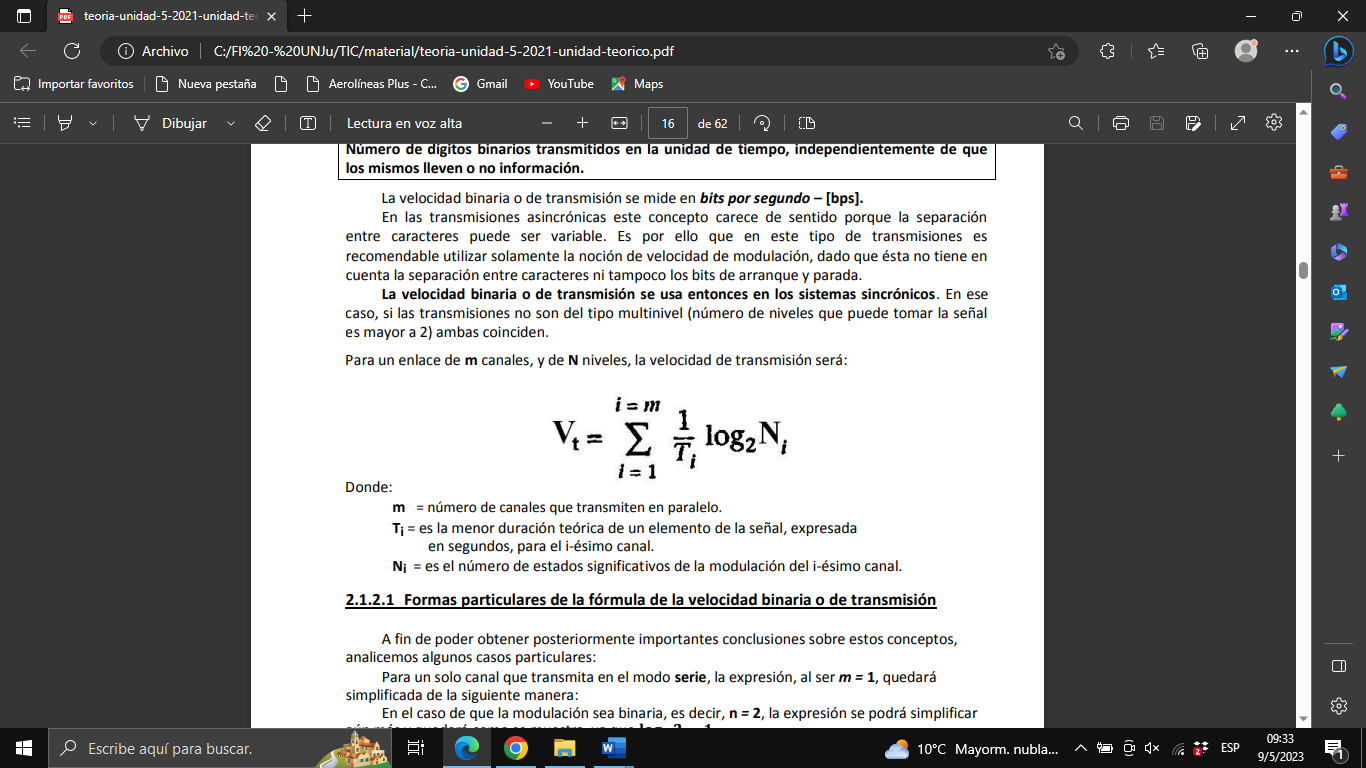 teoria-unidad-5-2021-unidad-te
Archivo
C:/FI%20-%20UNJu/TIC/material/teoria-unidad-5-2021-unidad-teorico.pdf
Importar favoritos
Nueva pestaña
Aerolíneas Plus - C...
Gmail
YouTube
Maps
Dibujar
Lectura en voz alta
16
de 62
Número de dígitos binarios transmitidos en la unidad de tiempo, independientemente de que
los mismos lleven o no información.
La velocidad binaria o de transmisión se mide en bits por segundo – [bps].
En las transmisiones asincrónicas este concepto carece de sentido porque la separación
entre caracteres puede ser variable. Es por ello que en este tipo de transmisiones es
recomendable utilizar solamente la noción de velocidad de modulación, dado que ésta no tiene en
cuenta la separación entre caracteres ni tampoco los bits de arranque y parada.
La velocidad binaria o de transmisión se usa entonces en los sistemas sincrónicos. En ese
caso, si las transmisiones no son del tipo multinivel (número de niveles que puede tomar la señal
es mayor a 2) ambas coinciden.
Para un enlace de m canales, y de N niveles, la velocidad de transmisión será:
i = m
Vt = Σ 1/Ti log2Ni
i = 1
Donde:
m = número de canales que transmiten en paralelo.
Ti = es la menor duración teórica de un elemento de la señal, expresada
en segundos, para el i-ésimo canal.
Ni = es el número de estados significativos de la modulación del i-ésimo canal.
2.1.2.1 Formas particulares de la fórmula de la velocidad binaria o de transmisión
A fin de poder obtener posteriormente importantes conclusiones sobre estos conceptos,
analicemos algunos casos particulares:
Para un solo canal que transmita en el modo serie, la expresión, al ser m = 1, quedará
simplificada de la siguiente manera:
En el caso de que la modulación sea binaria, es decir, n = 2, la expresión se podrá simplificar
Escribe aquí para buscar.
10°C Mayorm. nubla...
ESP
09:33
9/5/2023
1